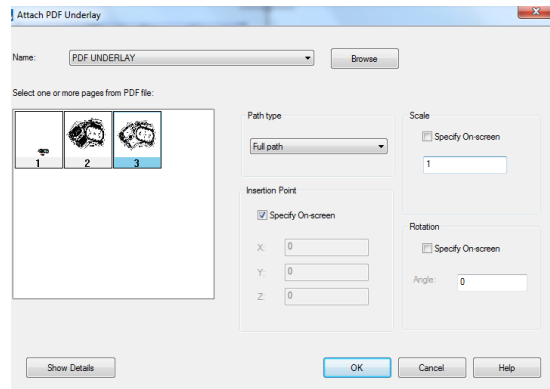 Attach PDF Underlay
Name:
PDF UNDERLAY
Browse
Select one or more pages from PDF file:
1
2
3
Path type
Full path
Insertion Point
Specify On-screen
X:
0
Y:
0
Z:
0
Scale
Specify On-screen
1
Rotation
Specify On-screen
Angle:
0
Show Details
OK
Cancel
Help